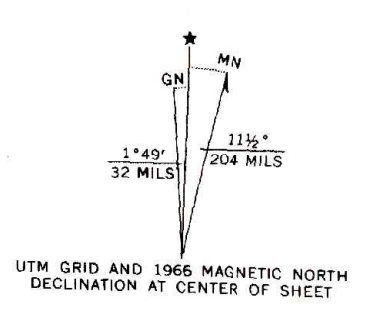 ★
MN
GN
1°49′
32 MILS
11½°
204 MILS
UTM GRID AND 1966 MAGNETIC NORTH
DECLINATION AT CENTER OF SHEET